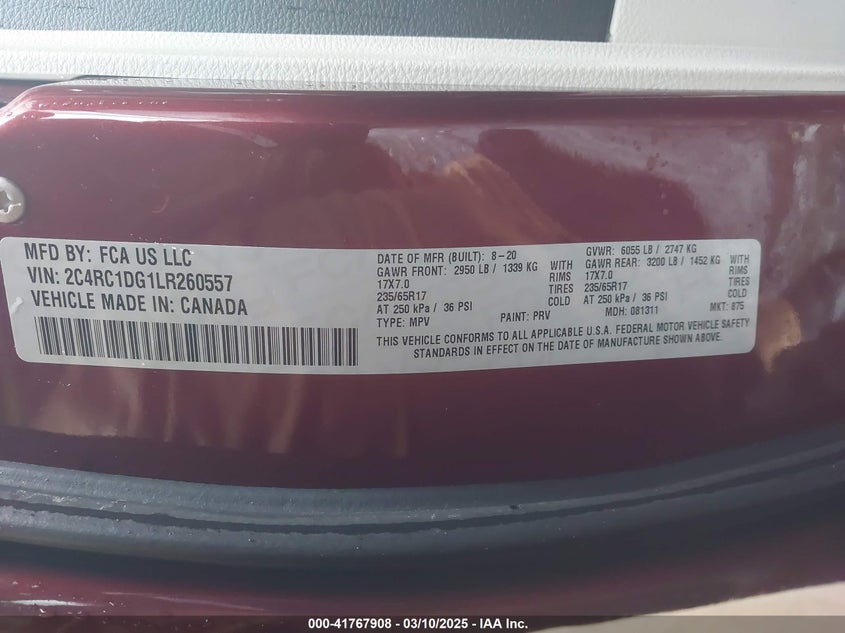 MFD BY: FCA US LLC
VIN: 2C4RC1DG1LR260557
VEHICLE MADE IN: CANADA
DATE OF MFR (BUILT): 8-20 GVWR: 6055 LB / 2747 KG
GAWR FRONT: 2950 LB / 1339 KG WITH GAWR REAR: 3200 LB / 1452 KG WITH
17X7.0 RIMS 17X7.0 RIMS
235/65R17 TIRES 235/65R17 TIRES
AT 250 kPa / 36 PSI COLD AT 250 kPa / 36 PSI COLD
TYPE: MPV PAINT: PRV MDH: 081311 MKT: 875
THIS VEHICLE CONFORMS TO ALL APPLICABLE U.S.A. FEDERAL MOTOR VEHICLE SAFETY
STANDARDS IN EFFECT ON THE DATE OF MANUFACTURE SHOWN ABOVE.
000-41767908 - 03/10/2025 - IAA Inc.